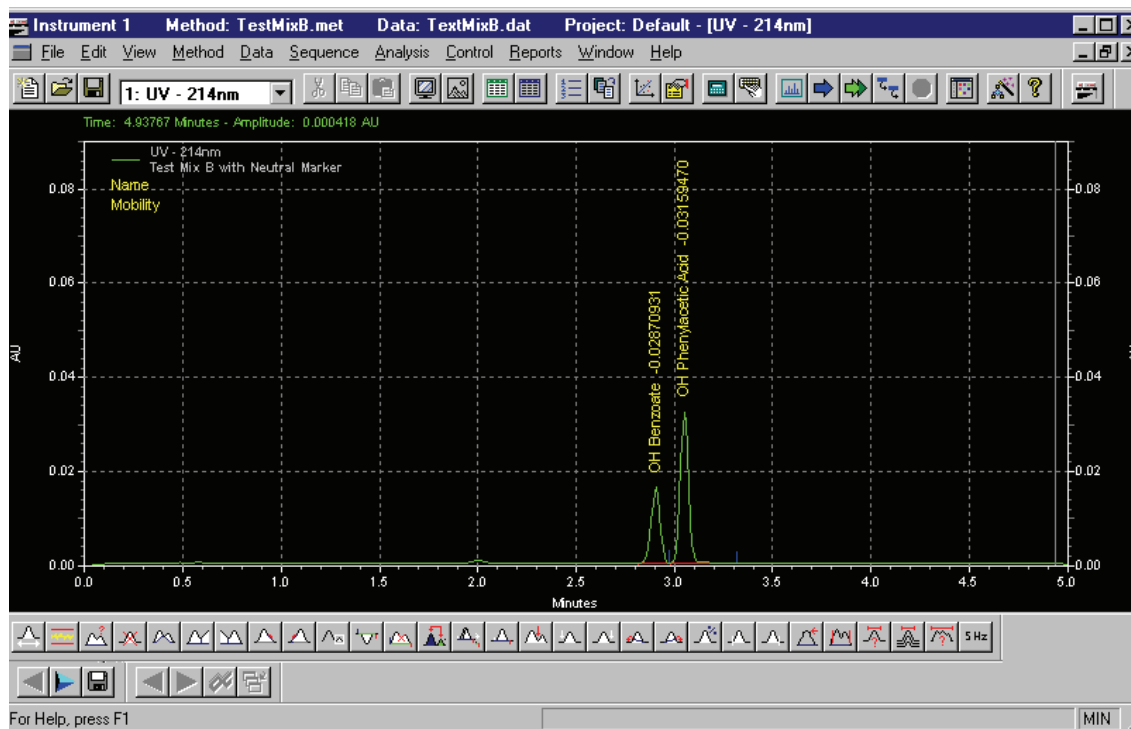 Instrument 1 Method: TestMixB.met Data: TextMixB.dat Project: Default - [UV - 214nm]
File Edit View Method Data Sequence Analysis Control Reports Window Help
1: UV - 214nm
Time: 4.93767 Minutes - Amplitude: 0.000418 AU
UV - 214nm
Test Mix B with Neutral Marker
Name
Mobility
OH Benzoate -0.02870931
OH Phenylacetic Acid -0.03159470
0.08
0.06
0.04
0.02
0.00
AU
0.08
0.06
0.04
0.02
0.00
0.0 0.5 1.0 1.5 2.0 2.5 3.0 3.5 4.0 4.5 5.0
Minutes
5 Hz
For Help, press F1
MIN